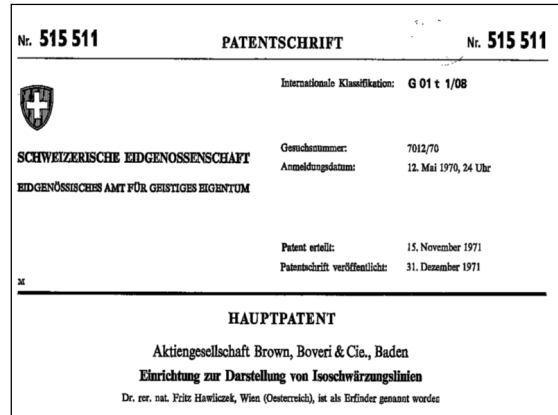 Nr. 515 511 PATENTSCHRIFT Nr. 515 511
Internationale Klassifikation: G 01 t 1/08
SCHWEIZERISCHE EIDGENOSSENSCHAFT
EIDGENÖSSISCHES AMT FÜR GEISTIGES EIGENTUM
Gesuchsnummer: 7012/70
Anmeldungsdatum: 12. Mai 1970, 24 Uhr
Patent erteilt: 15. November 1971
Patentschrift veröffentlicht: 31. Dezember 1971
M
HAUPTPATENT
Aktiengesellschaft Brown, Boveri & Cie., Baden
Einrichtung zur Darstellung von Isoschwärzungslinien
Dr. rer. nat. Fritz Hawliczek, Wien (Oesterreich), ist als Erfinder genannt worden